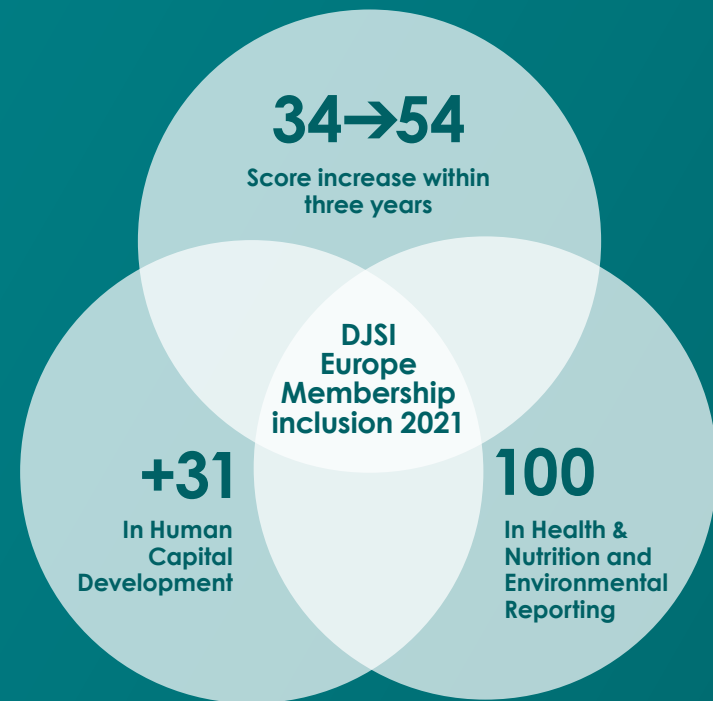 34→54
Score increase within
three years
DJSI
Europe
Membership
inclusion 2021
+31
In Human
Capital
Development
100
In Health &
Nutrition and
Environmental
Reporting